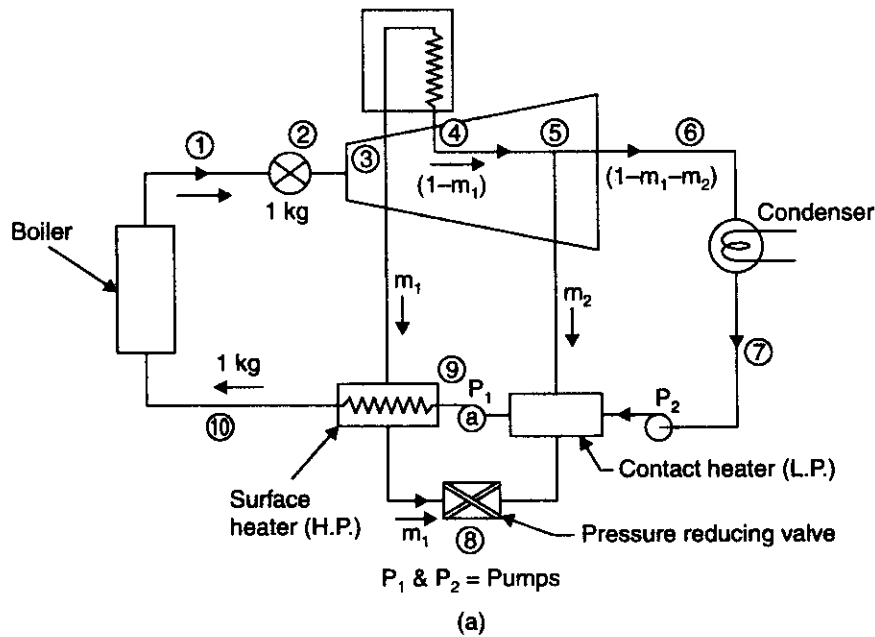 ① ② ③ ④ ⑤ ⑥
1 kg
(1–m₁)
(1–m₁–m₂)
Boiler
Condenser
m₁
m₂
⑦
1 kg
⑨
P₁
a
P₂
⑩
Surface
heater (H.P.)
Contact heater (L.P.)
m₁
⑧
Pressure reducing valve
P₁ & P₂ = Pumps
(a)